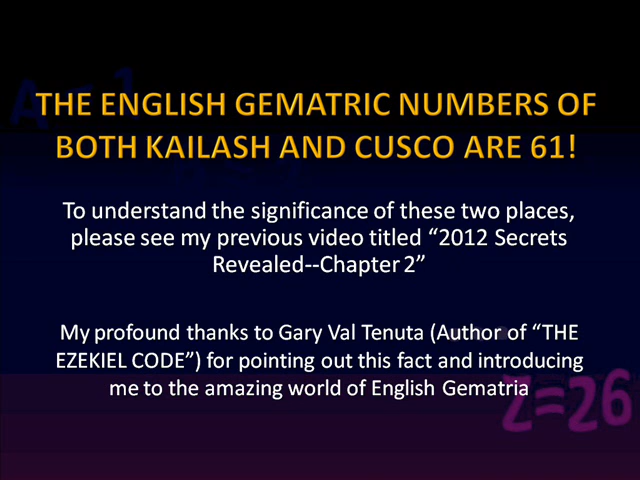 THE ENGLISH GEMATRIC NUMBERS OF
BOTH KAILASH AND CUSCO ARE 61!
To understand the significance of these two places,
please see my previous video titled “2012 Secrets
Revealed--Chapter 2”
My profound thanks to Gary Val Tenuta (Author of “THE
EZEKIEL CODE”) for pointing out this fact and introducing
me to the amazing world of English Gematria
Z=26